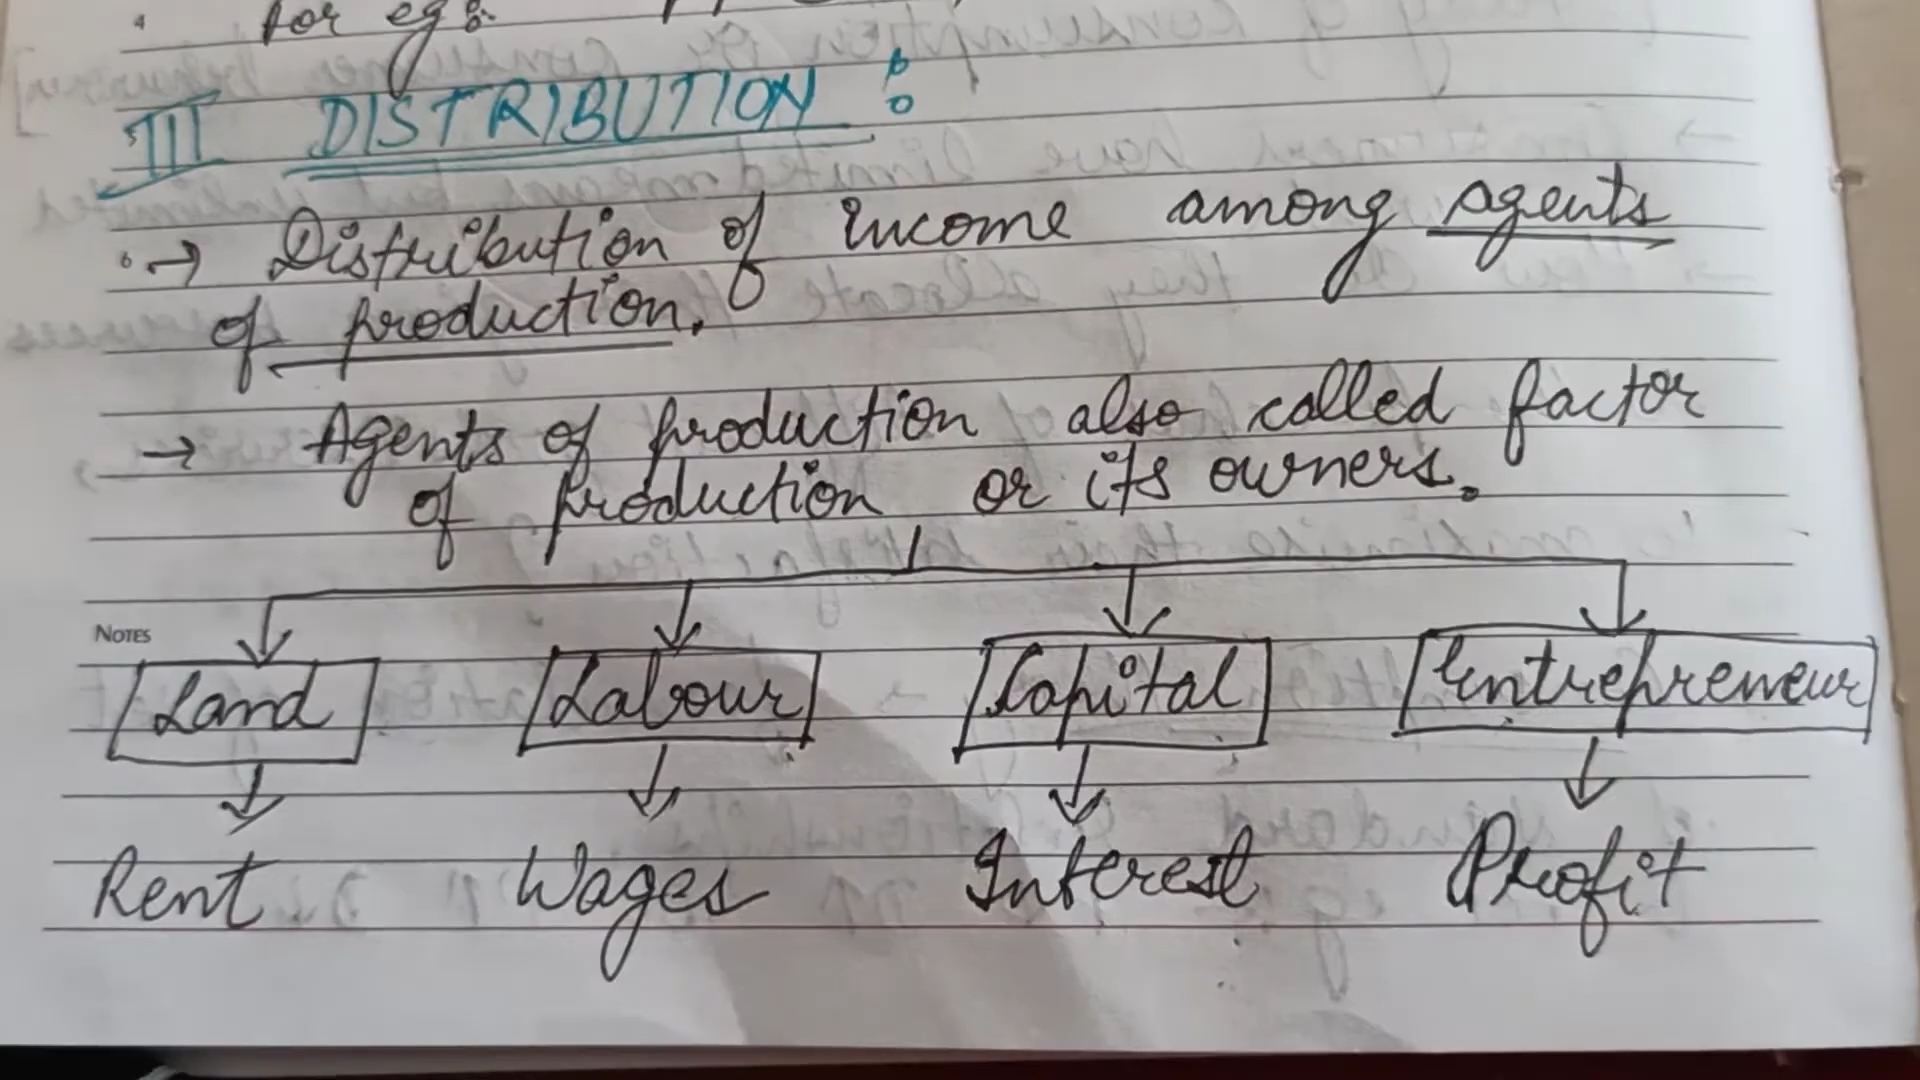 for eg:
III DISTRIBUTION :
→ Distribution of income among agents
of production.
→ Agents of production also called factor
of production or its owners.
NOTES
Land Labour Capital Entrepreneur
Rent Wages Interest Profit